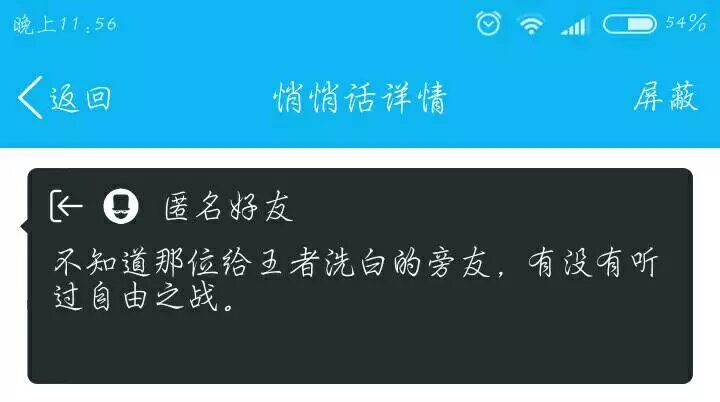 晚上11:56
54%
返回
悄悄话详情
屏蔽
匿名好友
不知道那位给王者洗白的旁友，有没有听
过自由之战。